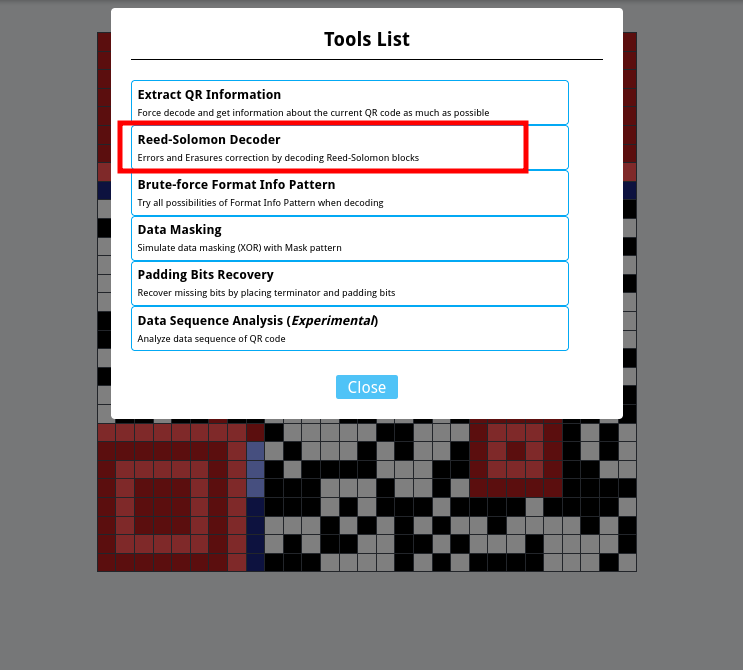 Tools List
Extract QR Information
Force decode and get information about the current QR code as much as possible
Reed-Solomon Decoder
Errors and Erasures correction by decoding Reed-Solomon blocks
Brute-force Format Info Pattern
Try all possibilities of Format Info Pattern when decoding
Data Masking
Simulate data masking (XOR) with Mask pattern
Padding Bits Recovery
Recover missing bits by placing terminator and padding bits
Data Sequence Analysis (Experimental)
Analyze data sequence of QR code
Close